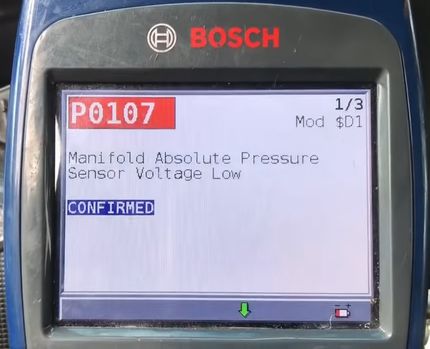 BOSCH
P0107
1/3
Mod $D1
Manifold Absolute Pressure
Sensor Voltage Low
CONFIRMED